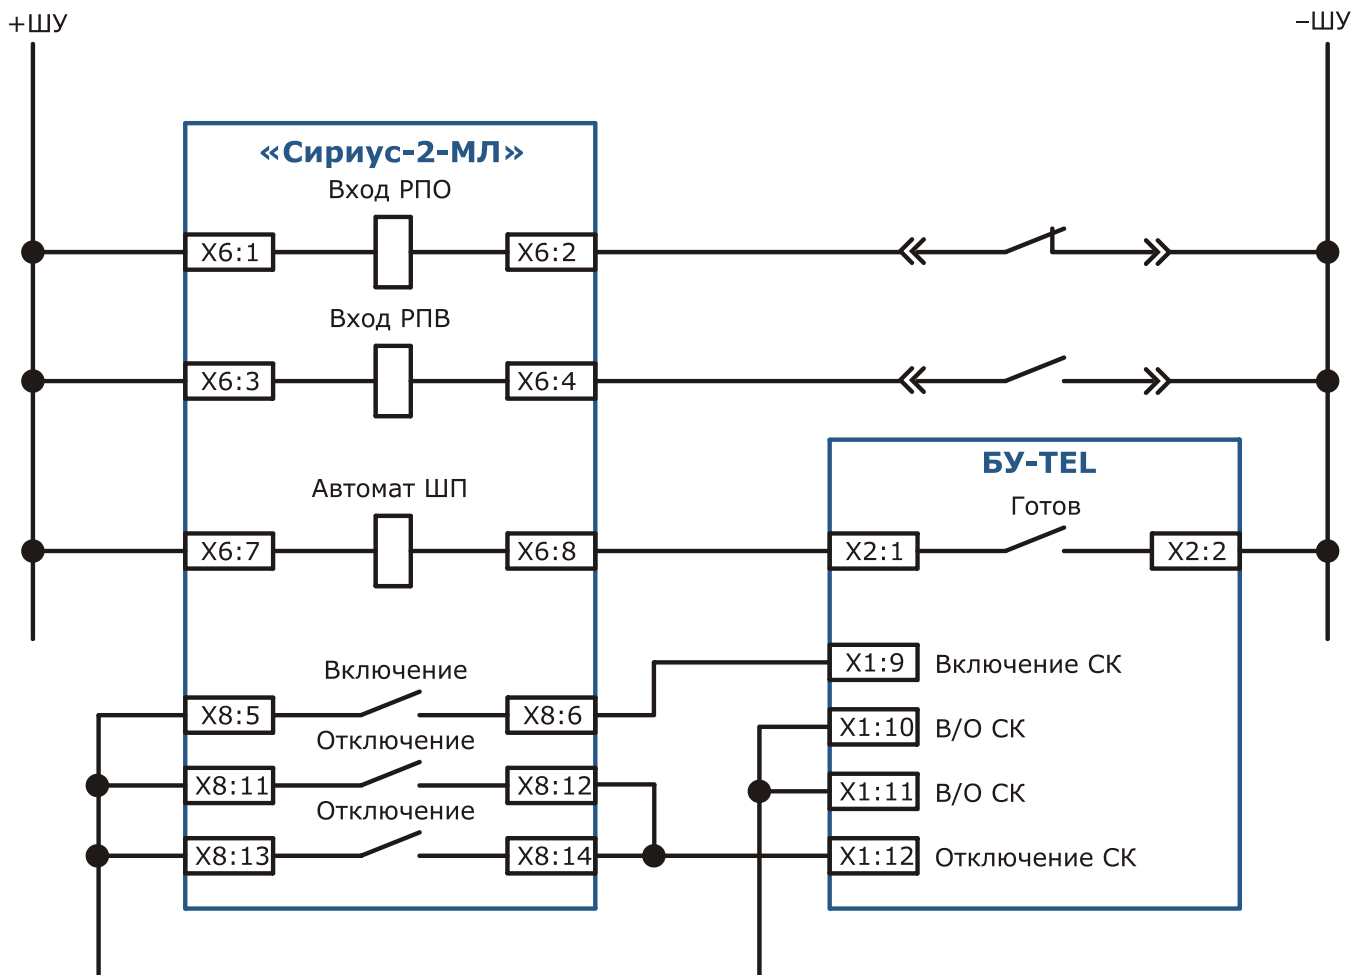 +ШУ
–ШУ
«Сириус-2-МЛ»
Вход РПО
X6:1
X6:2
Вход РПВ
X6:3
X6:4
БУ-TEL
Автомат ШП
Готов
X6:7
X6:8
X2:1
X2:2
Включение
X1:9 Включение СК
X8:5
X8:6
X1:10 В/О СК
Отключение
X8:11
X8:12
X1:11 В/О СК
Отключение
X8:13
X8:14
X1:12 Отключение СК